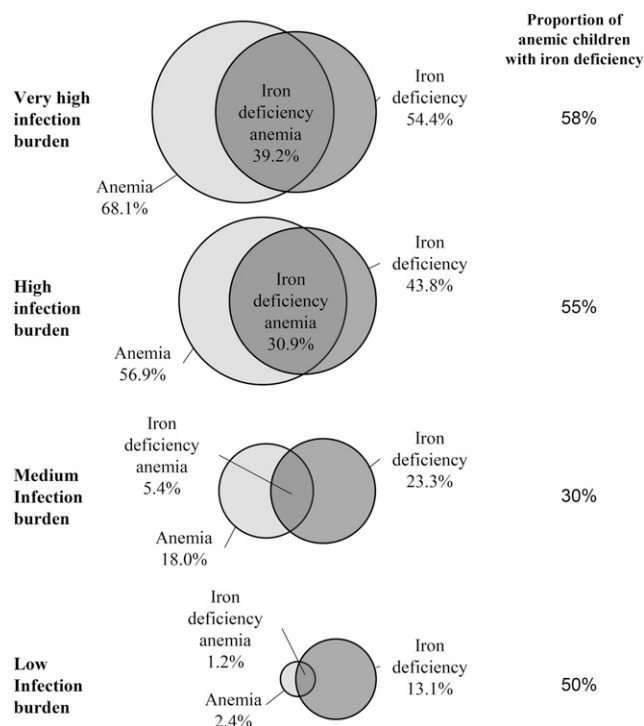 Proportion of
anemic children
with iron deficiency
Very high
infection
burden
Iron
deficiency
anemia
39.2%
Iron
deficiency
54.4%
58%
Anemia
68.1%
High
infection
burden
Iron
deficiency
anemia
30.9%
Iron
deficiency
43.8%
55%
Anemia
56.9%
Medium
Infection
burden
Iron
deficiency
anemia
5.4%
Iron
deficiency
23.3%
30%
Anemia
18.0%
Low
Infection
burden
Iron
deficiency
anemia
1.2%
Iron
deficiency
13.1%
50%
Anemia
2.4%